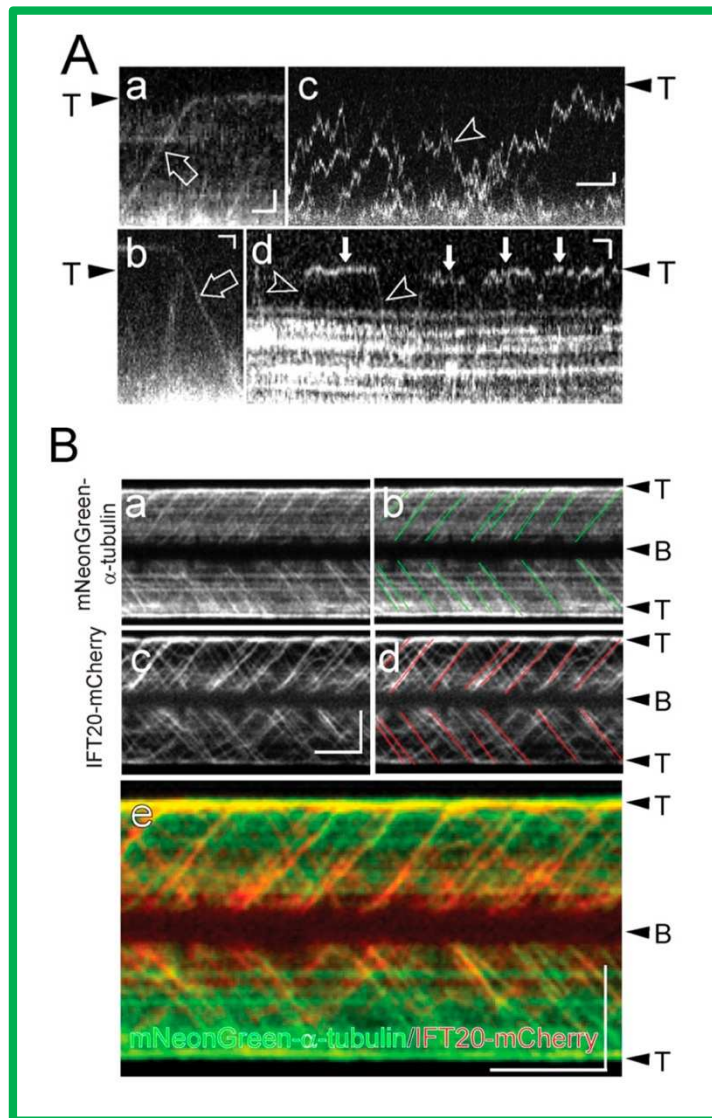 A
T a c T
b d
T T
B
mNeonGreen-
α-tubulin
a b T
B
T
IFT20-mCherry
c d T
B
T
e T
B
mNeonGreen-α-tubulin/IFT20-mCherry
T